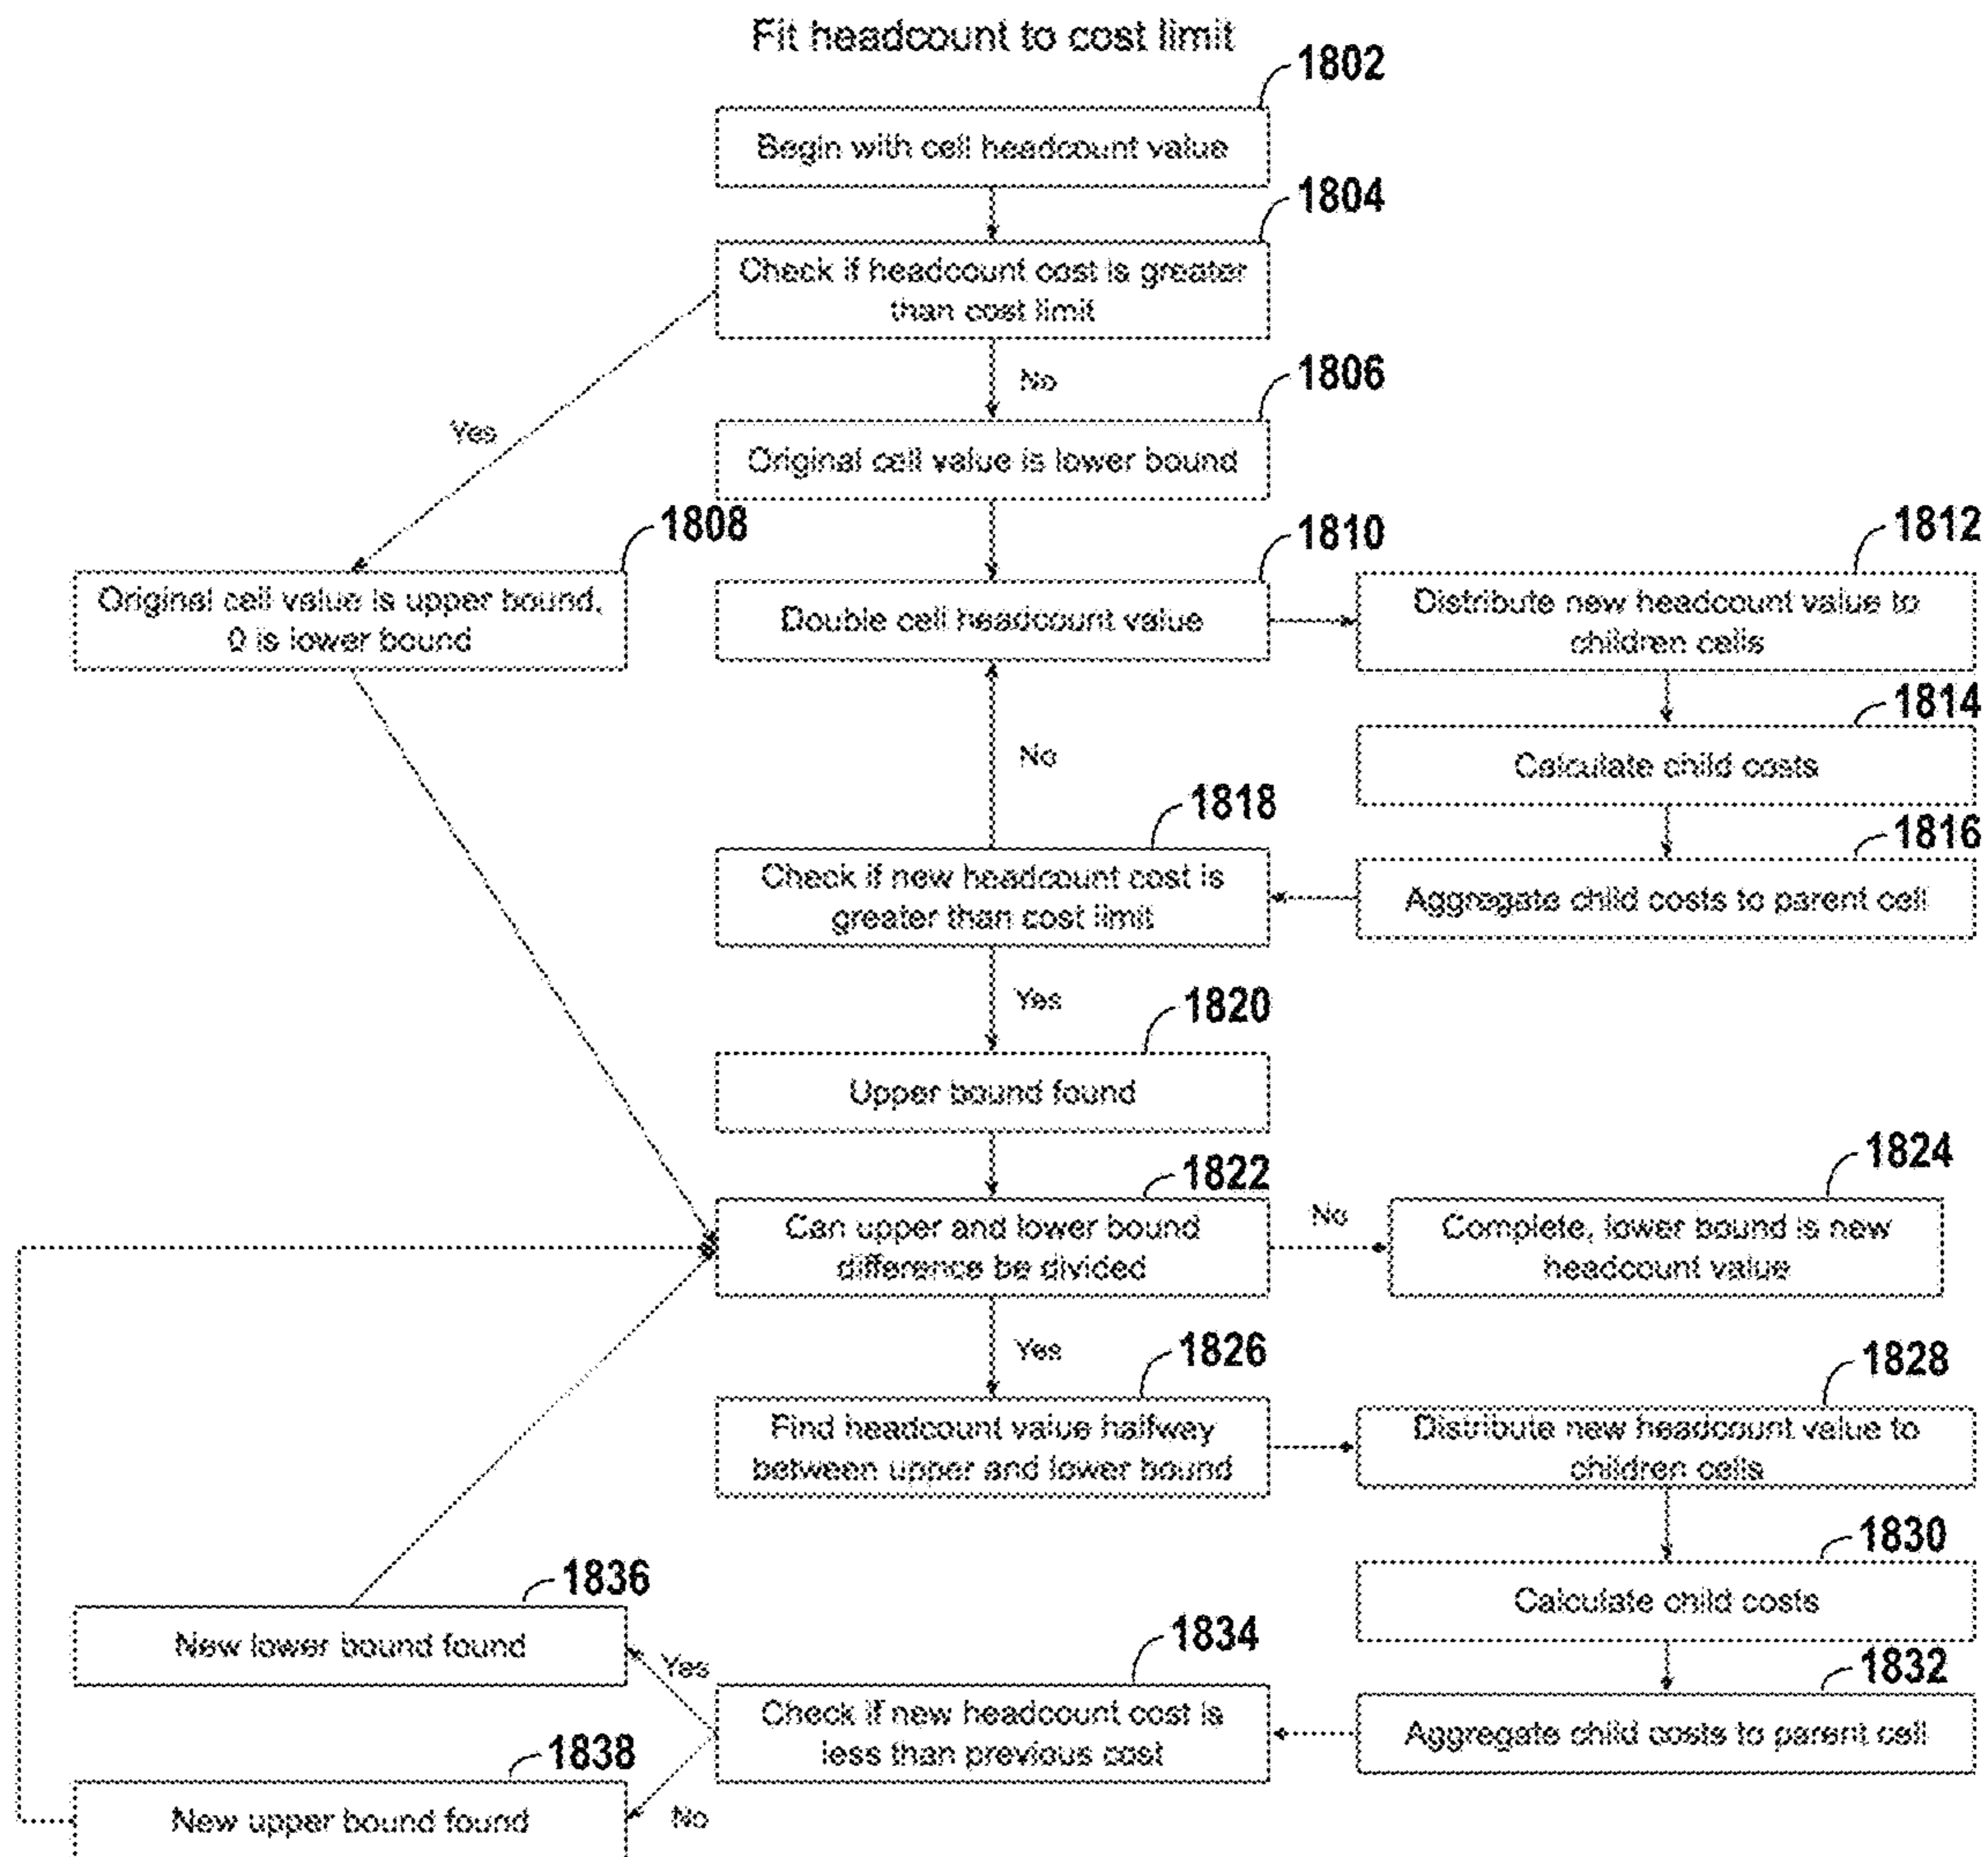 Fit headcount to cost limit
1802
Begin with cell headcount value
1804
Check if headcount cost is greater
than cost limit
No
Yes
1806
Original cell value is lower bound
1808
Original cell value is upper bound,
0 is lower bound
1810
Double cell headcount value
1812
Distribute new headcount value to
children cells
1814
Calculate child costs
1816
Aggregate child costs to parent cell
No
1818
Check if new headcount cost is
greater than cost limit
Yes
1820
Upper bound found
1822
Can upper and lower bound
difference be divided
No
1824
Complete, lower bound is new
headcount value
Yes
1826
Find headcount value halfway
between upper and lower bound
1828
Distribute new headcount value to
children cells
1830
Calculate child costs
1832
Aggregate child costs to parent cell
1834
Check if new headcount cost is
less than previous cost
Yes
1836
New lower bound found
No
1838
New upper bound found